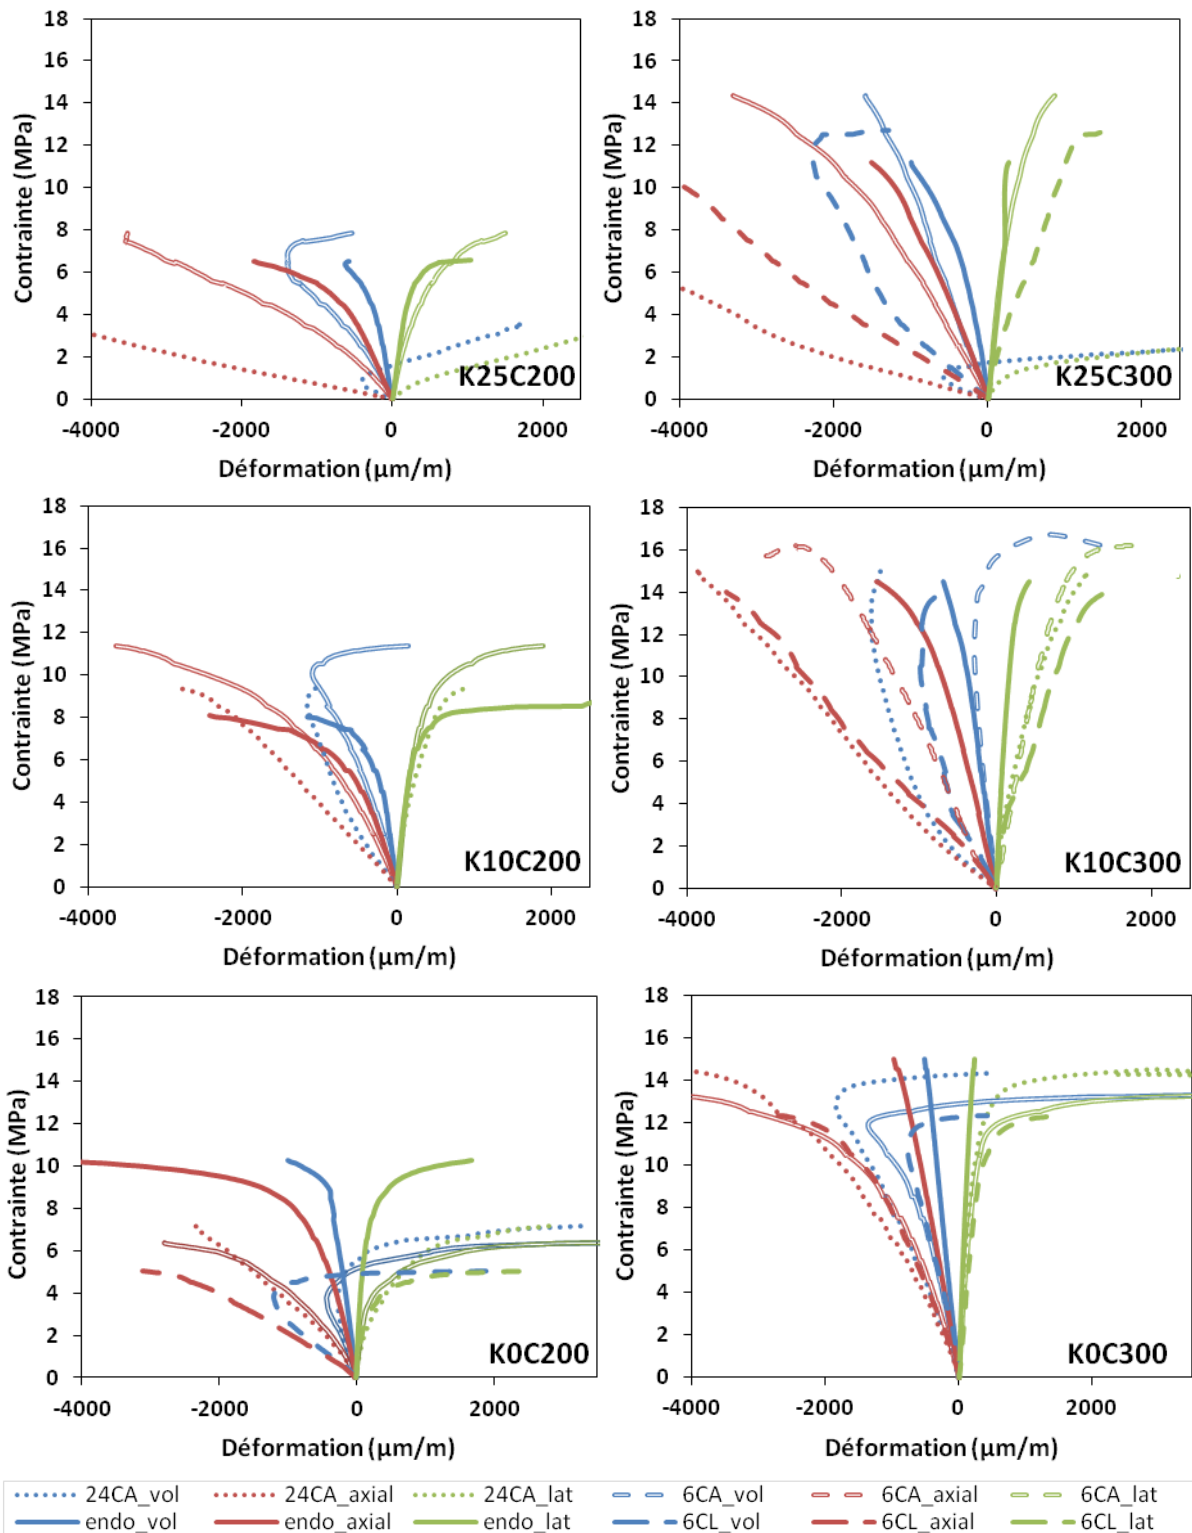 18
16
14
12
10
8
6
4
2
0
Contrainte (MPa)
K25C200
-4000 -2000 0 2000
Déformation (µm/m)
18
16
14
12
10
8
6
4
2
0
Contrainte (MPa)
K25C300
-4000 -2000 0 2000
Déformation (µm/m)
18
16
14
12
10
8
6
4
2
0
Contrainte (MPa)
K10C200
-4000 -2000 0 2000
Déformation (µm/m)
18
16
14
12
10
8
6
4
2
0
Contrainte (MPa)
K10C300
-4000 -2000 0 2000
Déformation (µm/m)
18
16
14
12
10
8
6
4
2
0
Contrainte (MPa)
K0C200
-4000 -2000 0 2000
Déformation (µm/m)
18
16
14
12
10
8
6
4
2
0
Contrainte (MPa)
K0C300
-4000 -2000 0 2000
Déformation (µm/m)
24CA_vol 24CA_axial 24CA_lat 6CA_vol 6CA_axial 6CA_lat
endo_vol endo_axial endo_lat 6CL_vol 6CL_axial 6CL_lat